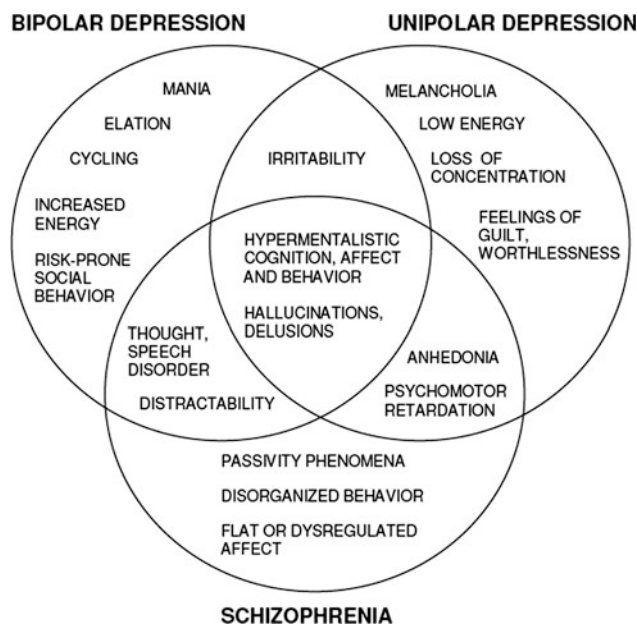 BIPOLAR DEPRESSION
UNIPOLAR DEPRESSION
MANIA
ELATION
CYCLING
INCREASED
ENERGY
RISK-PRONE
SOCIAL
BEHAVIOR
IRRITABILITY
MELANCHOLIA
LOW ENERGY
LOSS OF
CONCENTRATION
FEELINGS OF
GUILT,
WORTHLESSNESS
HYPERMENTALISTIC
COGNITION, AFFECT
AND BEHAVIOR
HALLUCINATIONS,
DELUSIONS
THOUGHT,
SPEECH
DISORDER
DISTRACTABILITY
ANHEDONIA
PSYCHOMOTOR
RETARDATION
PASSIVITY PHENOMENA
DISORGANIZED BEHAVIOR
FLAT OR DYSREGULATED
AFFECT
SCHIZOPHRENIA